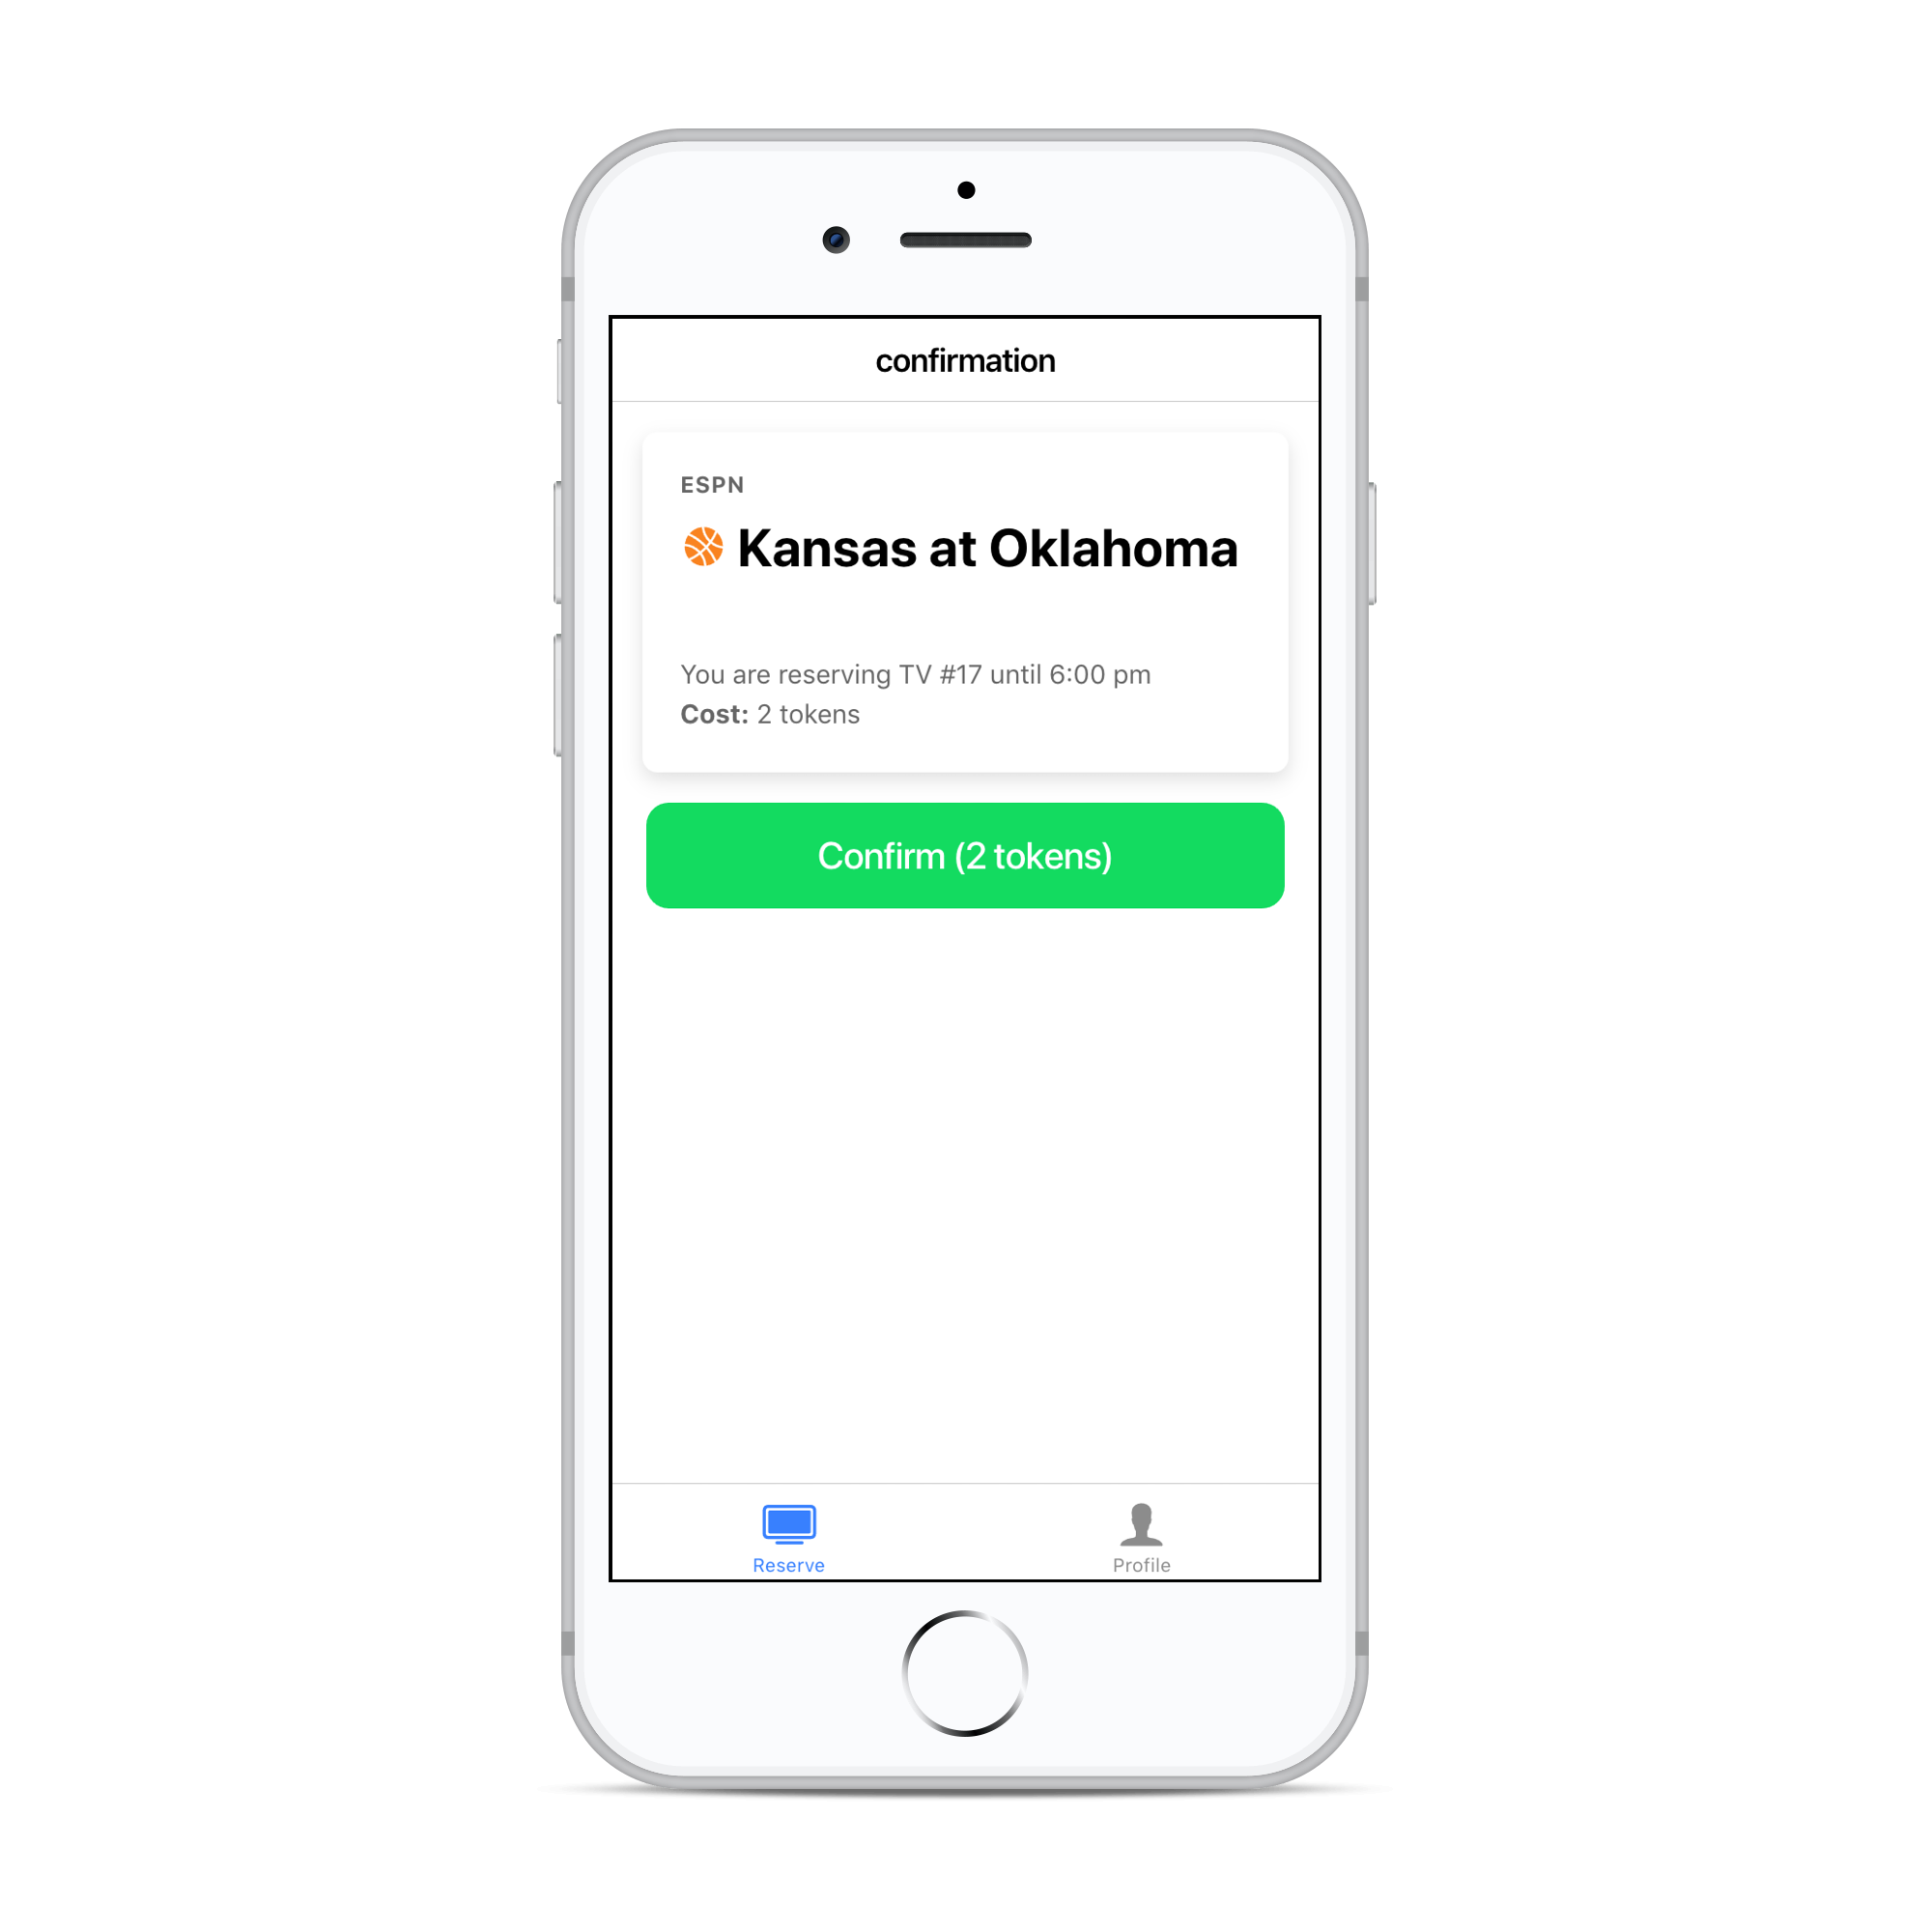 confirmation
ESPN
Kansas at Oklahoma
You are reserving TV #17 until 6:00 pm
Cost: 2 tokens
Confirm (2 tokens)
Reserve
Profile